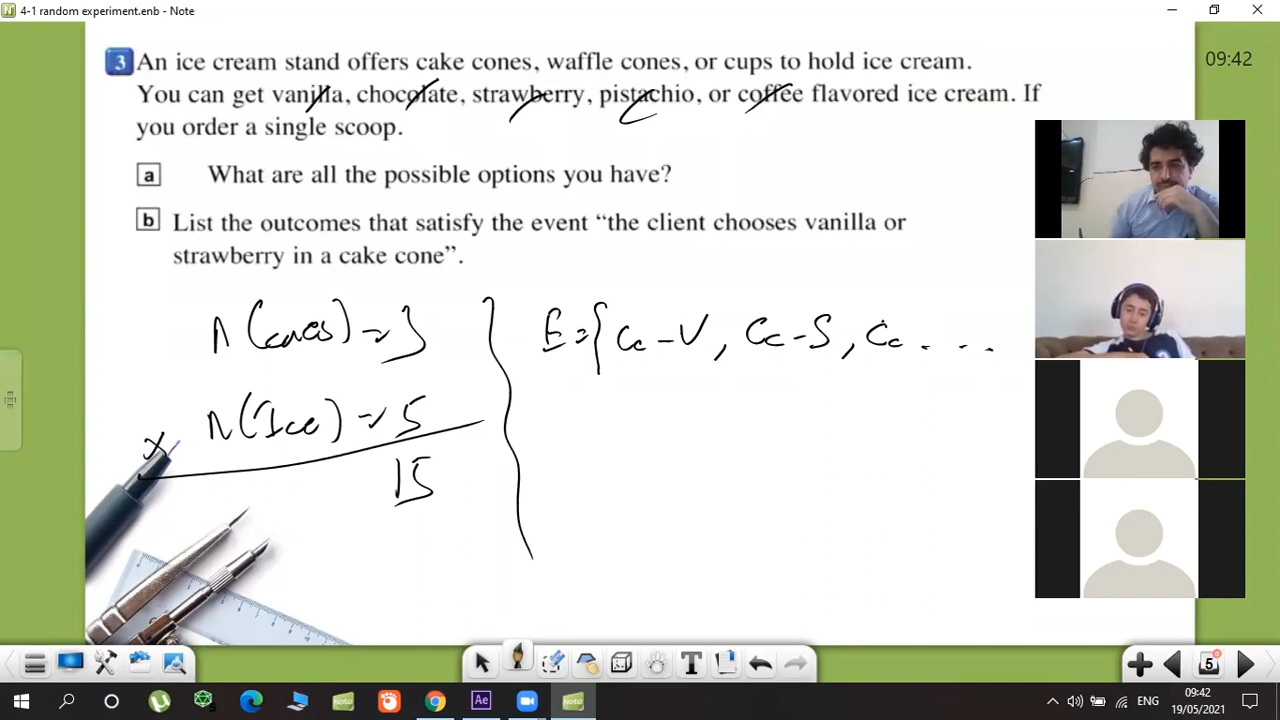 4-1 random experiment.enb - Note
09:42
3 An ice cream stand offers cake cones, waffle cones, or cups to hold ice cream.
You can get vanilla, chocolate, strawberry, pistachio, or coffee flavored ice cream. If
you order a single scoop.
a What are all the possible options you have?
b List the outcomes that satisfy the event “the client chooses vanilla or
strawberry in a cake cone”.
n(cones) = 3
n(Ice) = 5
x
15
E = { Cc - V, Cc - S, Cc . . .
5
Note
Ae
Note
ENG
09:42
19/05/2021